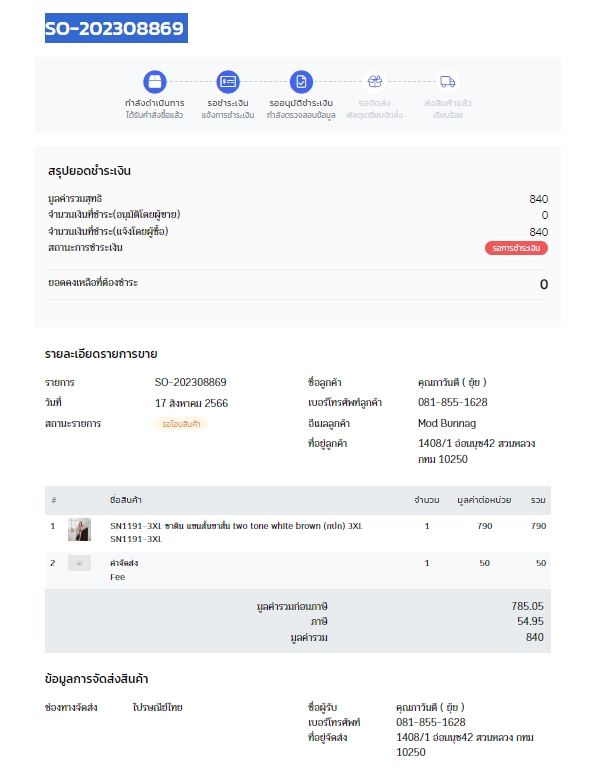 SO-202308869
กำลังดำเนินการ รอชำระเงิน รออนุมัติชำระเงิน รอจัดส่ง ส่งสินค้าแล้ว
ได้รับคำสั่งซื้อแล้ว แจ้งการชำระเงิน กำลังตรวจสอบข้อมูล พัสดุเตรียมจัดส่ง เรียบร้อย
สรุปยอดชำระเงิน
มูลค่ารวมสุทธิ 840
จำนวนเงินที่ชำระ(อนุมัติโดยผู้ขาย) 0
จำนวนเงินที่ชำระ(แจ้งโดยผู้ซื้อ) 840
สถานะการชำระเงิน รอการชำระเงิน
ยอดคงเหลือที่ต้องชำระ 0
รายละเอียดรายการขาย
รายการ SO-202308869 ชื่อลูกค้า คุณภาวันดี ( ยุ้ย )
วันที่ 17 สิงหาคม 2566 เบอร์โทรศัพท์ลูกค้า 081-855-1628
สถานะรายการ รอโอนสินค้า อีเมลลูกค้า Mod Bunnag
ที่อยู่ลูกค้า 1408/1 อ่อนนุช42 สวนหลวง
กทม 10250
# ชื่อสินค้า จำนวน มูลค่าต่อหน่วย รวม
1 SN1191-3XL ซาติน แขนสั้นขาสั้น two tone white brown (กปก) 3XL 1 790 790
SN1191-3XL
2 ค่าจัดส่ง 1 50 50
Fee
มูลค่ารวมก่อนภาษี 785.05
ภาษี 54.95
มูลค่ารวม 840
ข้อมูลการจัดส่งสินค้า
ช่องทางจัดส่ง ไปรษณีย์ไทย ชื่อผู้รับ คุณภาวันดี ( ยุ้ย )
เบอร์โทรศัพท์ 081-855-1628
ที่อยู่จัดส่ง 1408/1 อ่อนนุช42 สวนหลวง กทม
10250